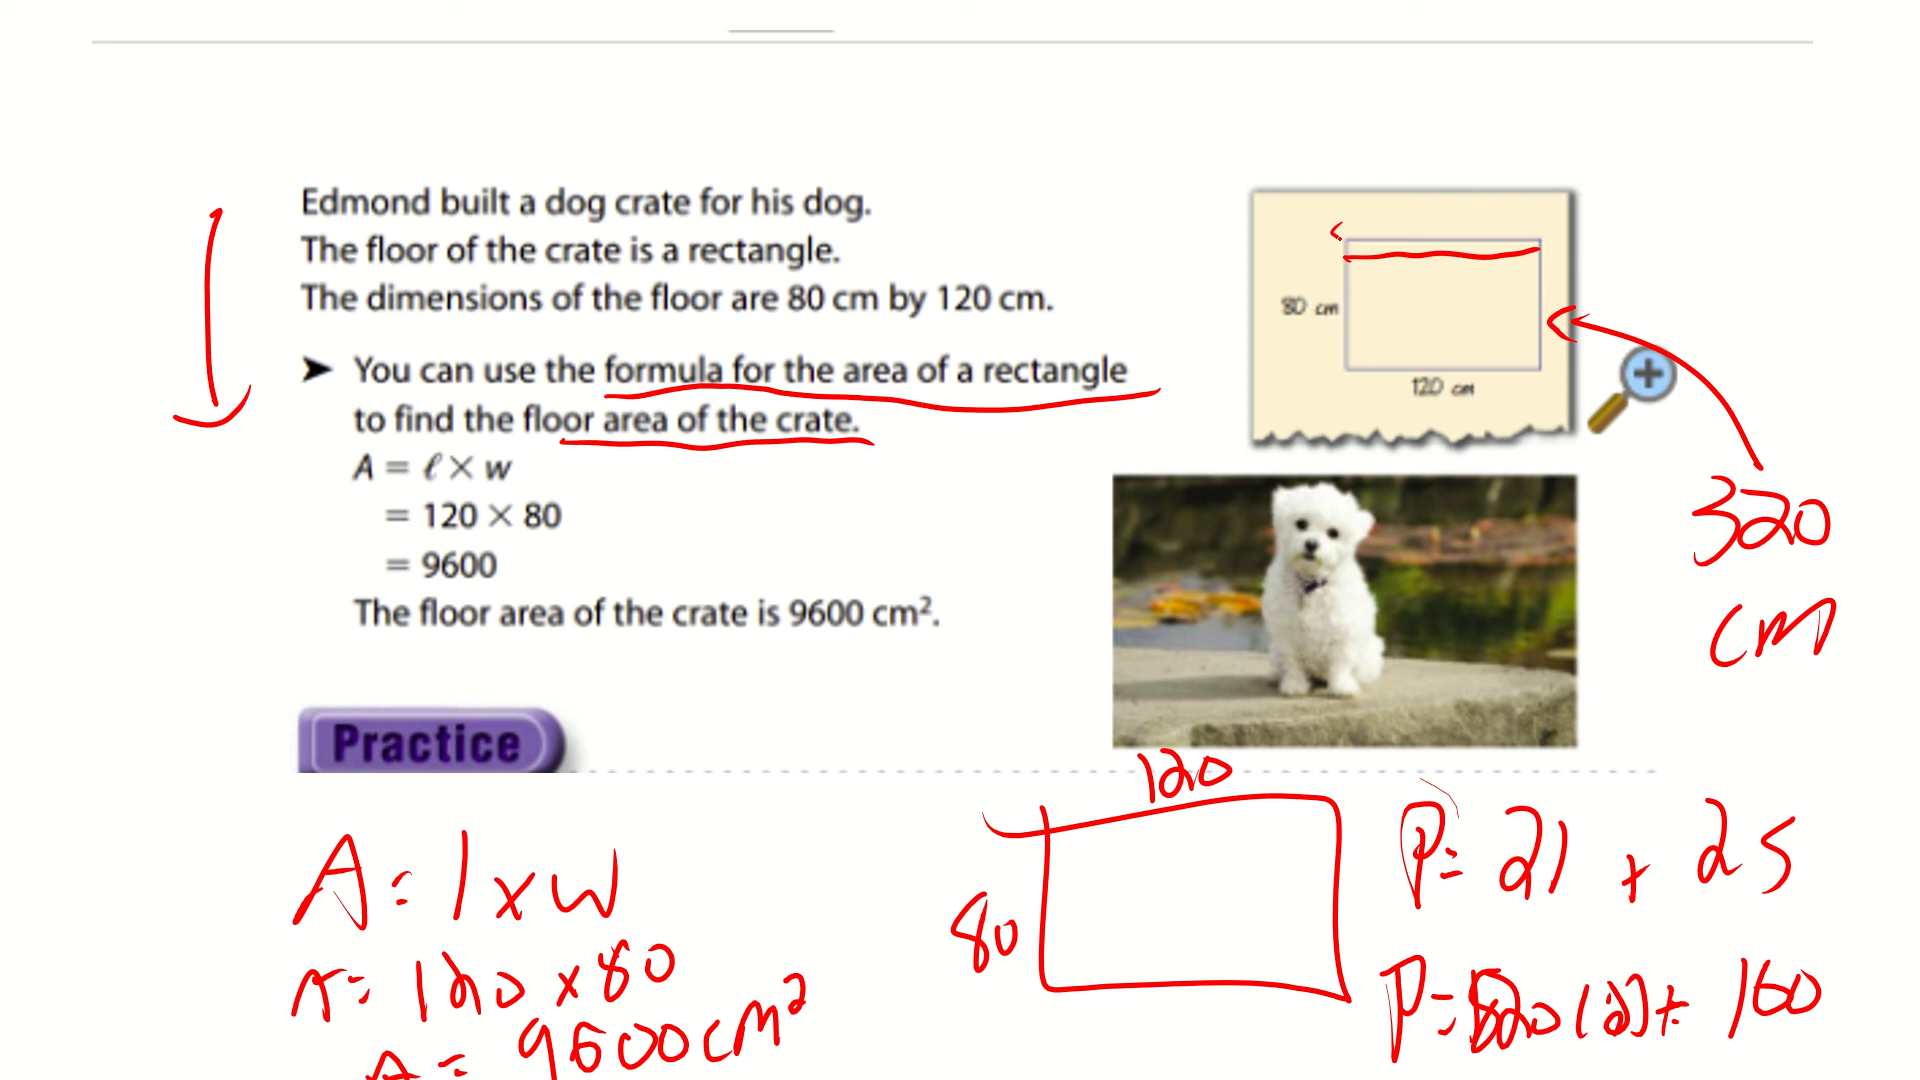 Edmond built a dog crate for his dog.
The floor of the crate is a rectangle.
The dimensions of the floor are 80 cm by 120 cm.
➤ You can use the formula for the area of a rectangle
to find the floor area of the crate.
A = ℓ × w
= 120 × 80
= 9600
The floor area of the crate is 9600 cm².
80 cm
120 cm
320
cm
Practice
A = l x w
A = 120 x 80
A = 9600 cm²
120
80
P = 2l + 2s
P = 120 (2) + 160